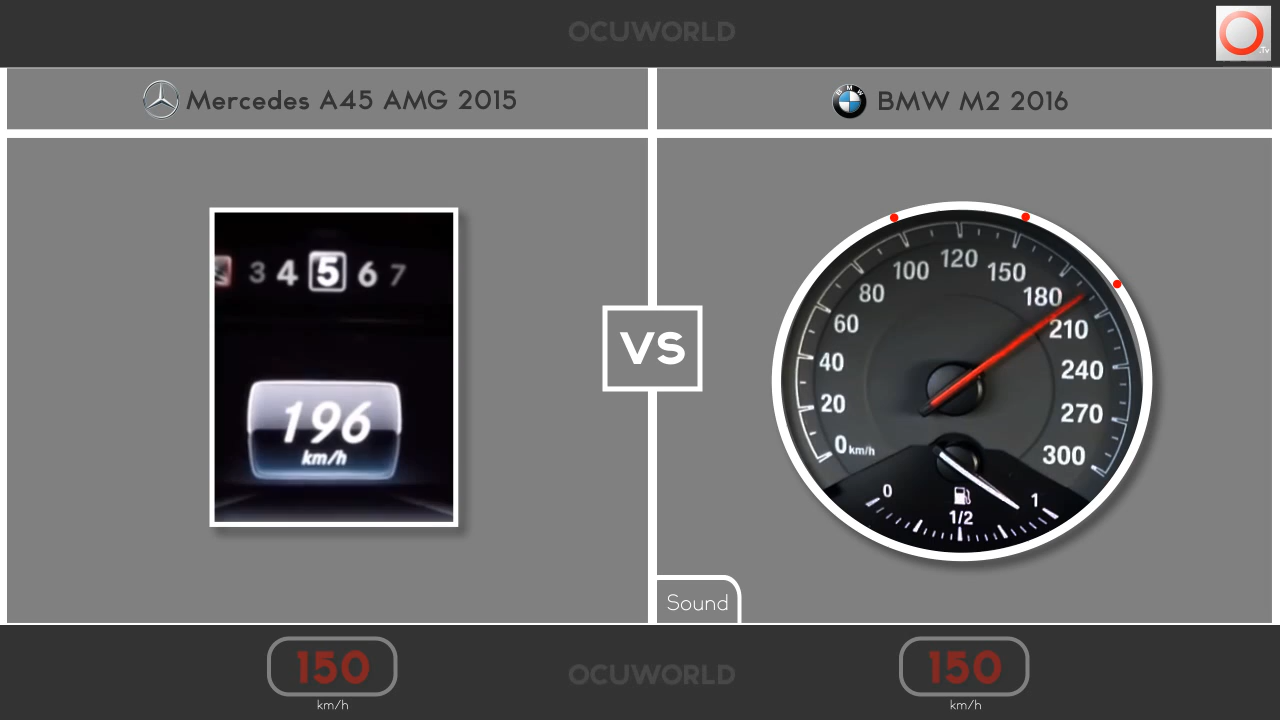 OCUWORLD
Tv
Mercedes A45 AMG 2015
BMW M2 2016
3 4 5 6 7
196
km/h
VS
0 km/h
20
40
60
80
100
120
150
180
210
240
270
300
0
1/2
1
Sound
150
km/h
OCUWORLD
150
km/h